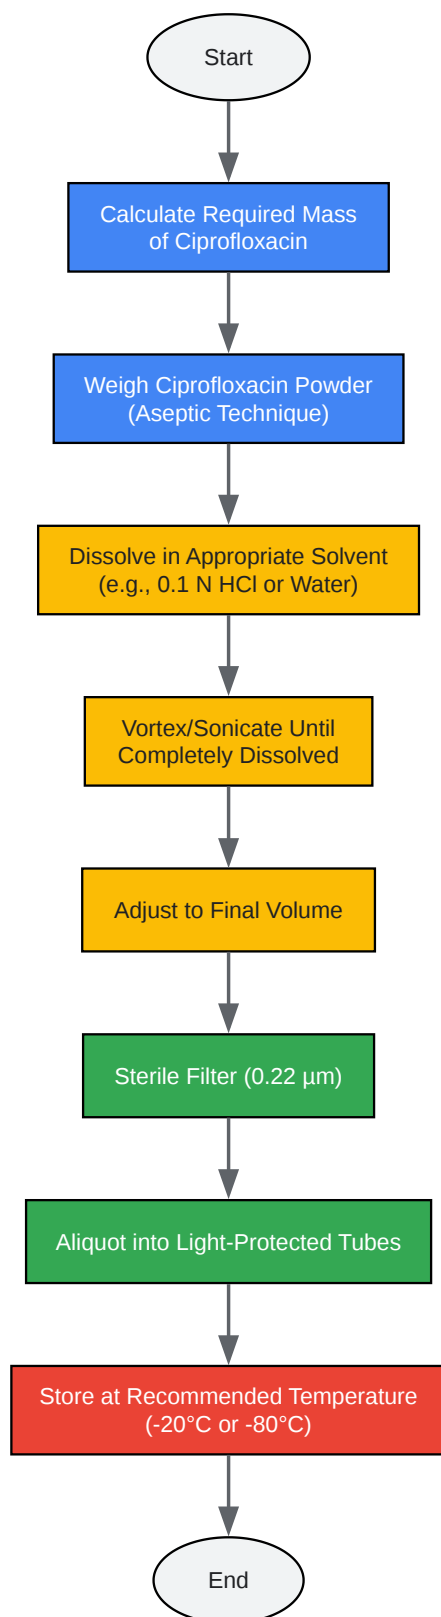 Start
Calculate Required Mass
of Ciprofloxacin
Weigh Ciprofloxacin Powder
(Aseptic Technique)
Dissolve in Appropriate Solvent
(e.g., 0.1 N HCl or Water)
Vortex/Sonicate Until
Completely Dissolved
Adjust to Final Volume
Sterile Filter (0.22 µm)
Aliquot into Light-Protected Tubes
Store at Recommended Temperature
(-20°C or -80°C)
End